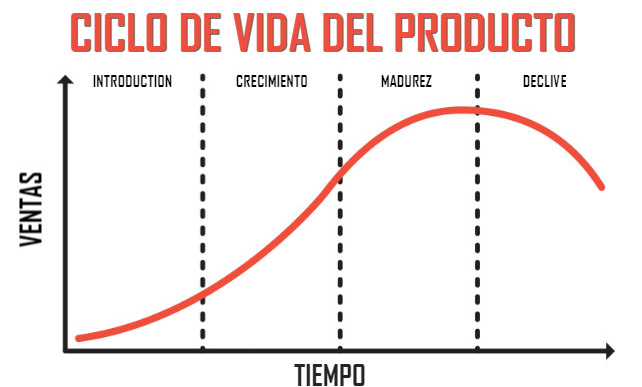 CICLO DE VIDA DEL PRODUCTO
INTRODUCTION
CRECIMIENTO
MADUREZ
DECLIVE
VENTAS
TIEMPO